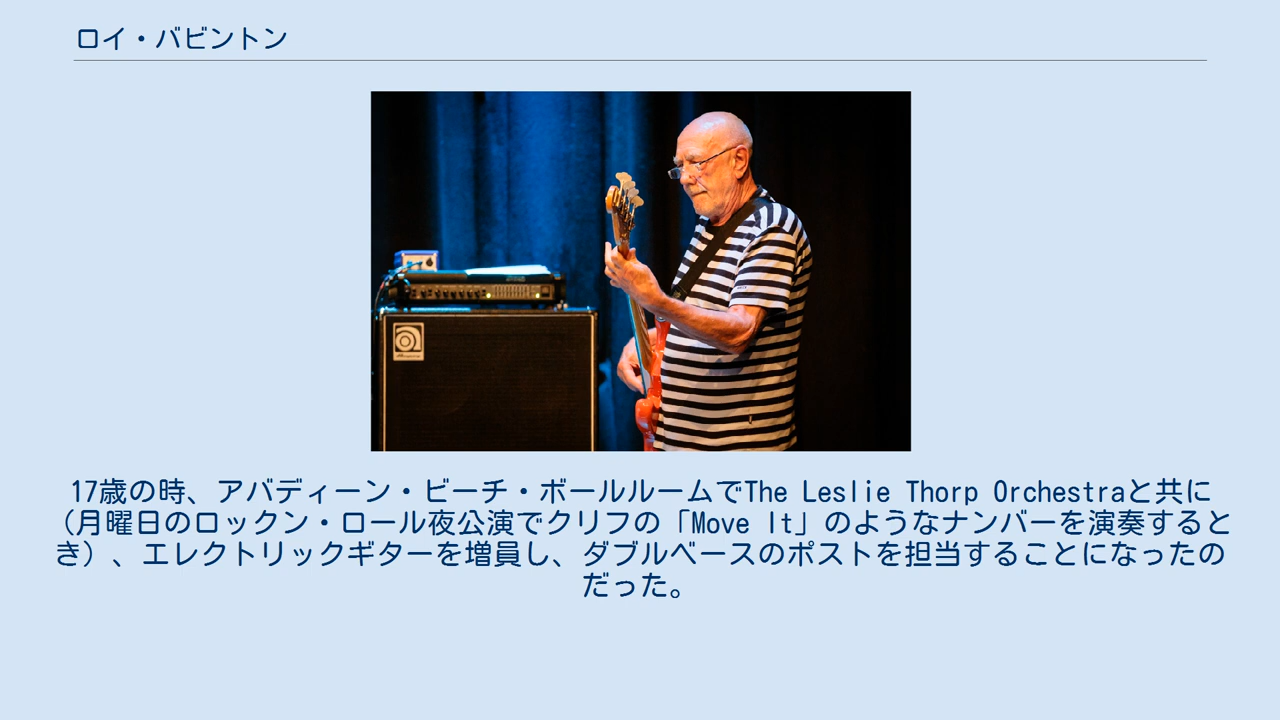 ロイ・バビントン
17歳の時、アバディーン・ビーチ・ボールルームでThe Leslie Thorp Orchestraと共に
（月曜日のロックン・ロール夜公演でクリフの「Move It」のようなナンバーを演奏すると
き）、エレクトリックギターを増員し、ダブルベースのポストを担当することになったの
だった。